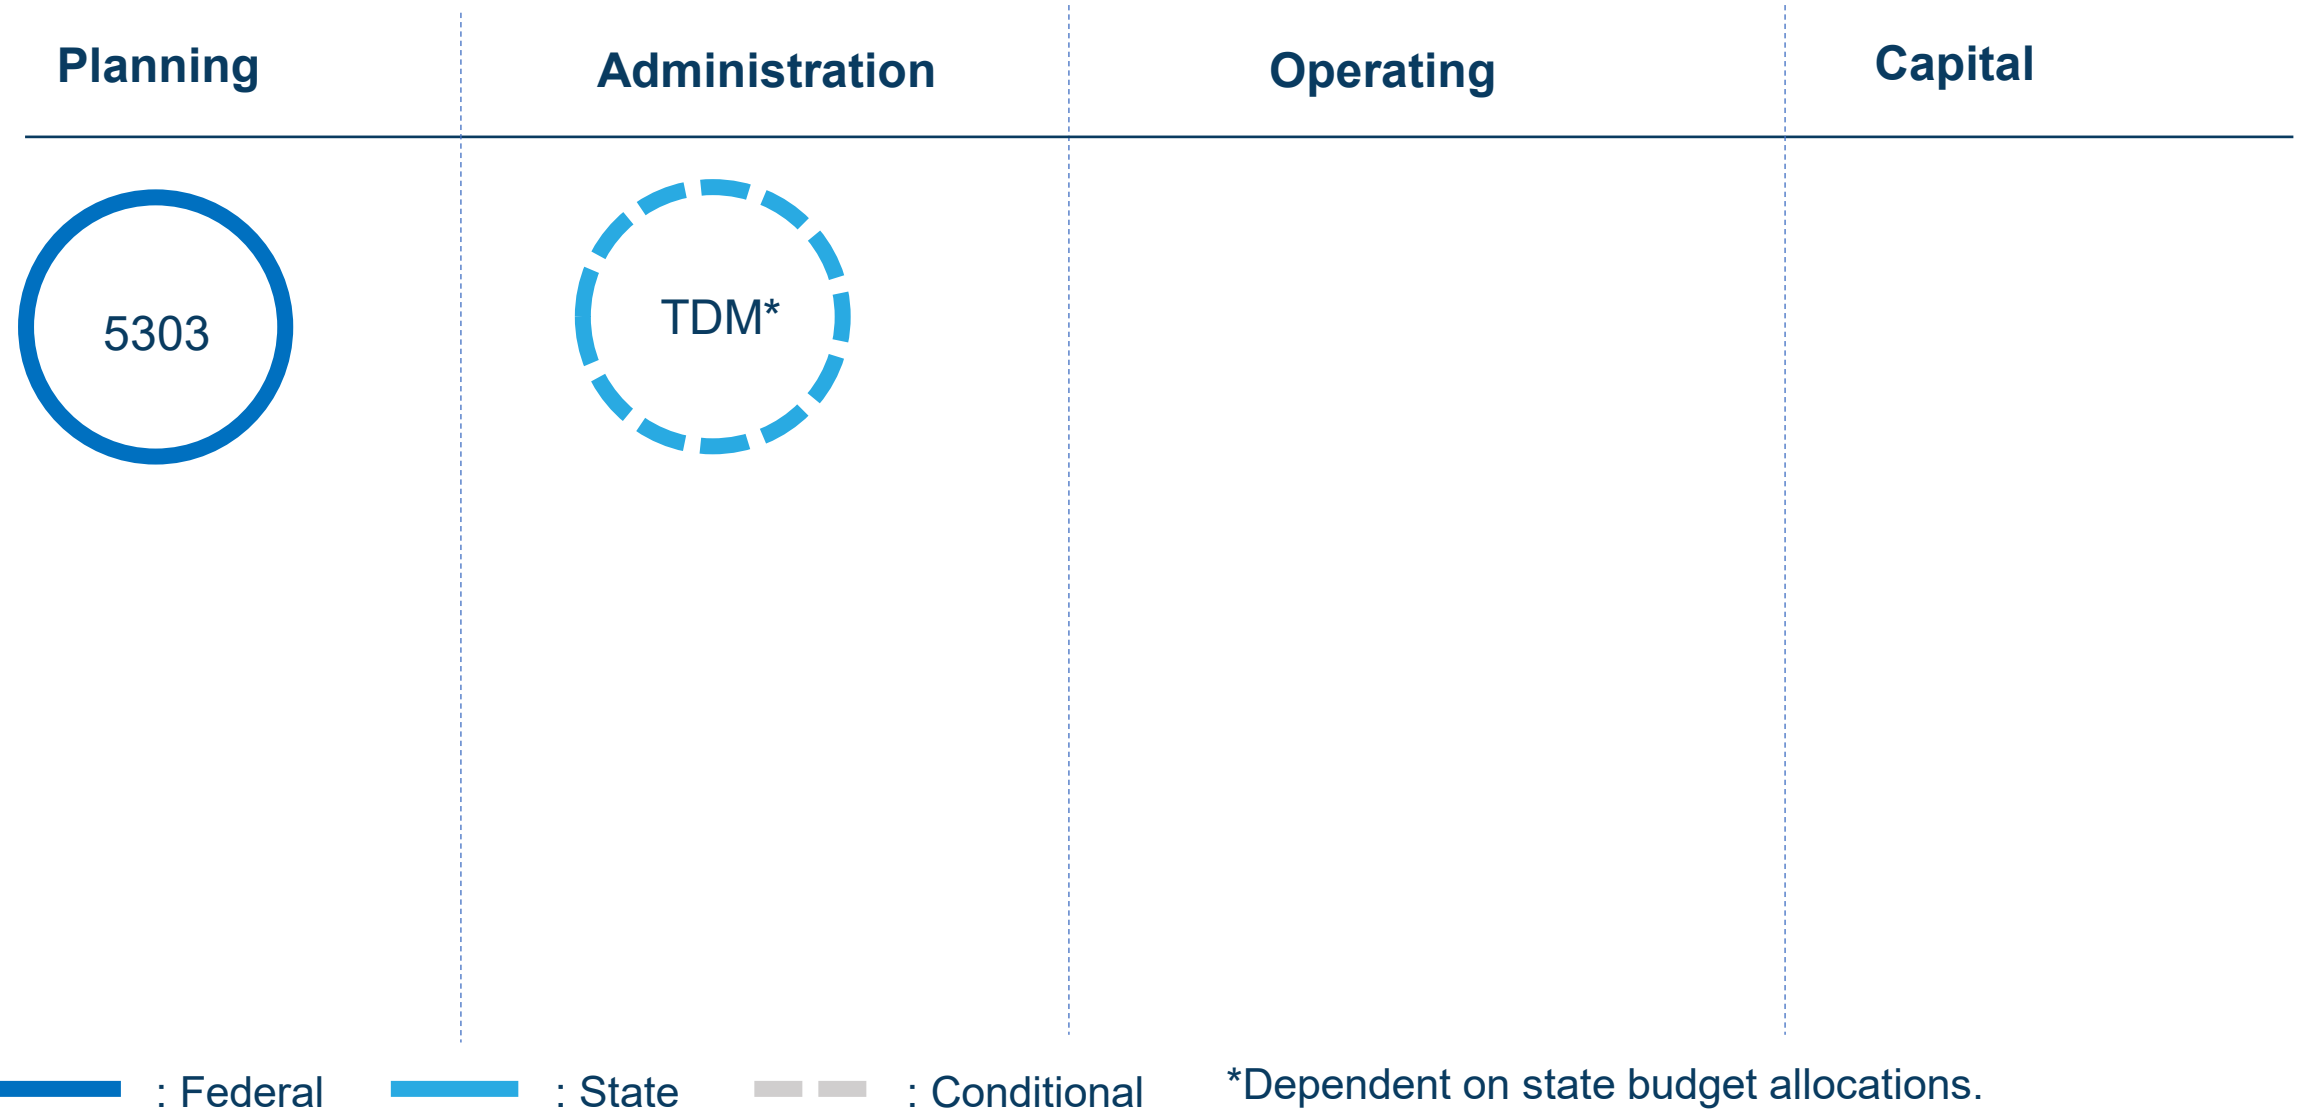 Planning
Administration
Operating
Capital
5303
TDM*
: Federal
: State
: Conditional
*Dependent on state budget allocations.